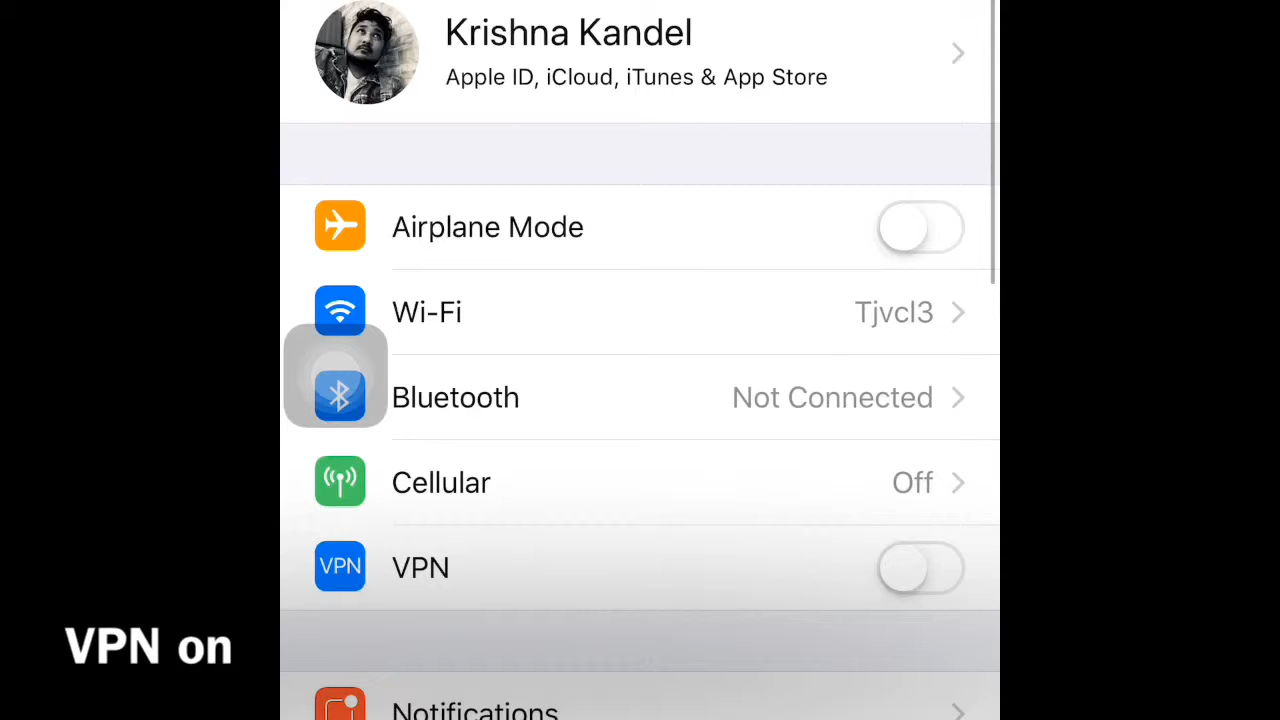 Krishna Kandel
Apple ID, iCloud, iTunes & App Store
Airplane Mode
Wi-Fi Tjvcl3
Bluetooth Not Connected
Cellular Off
VPN VPN
VPN on
Notifications